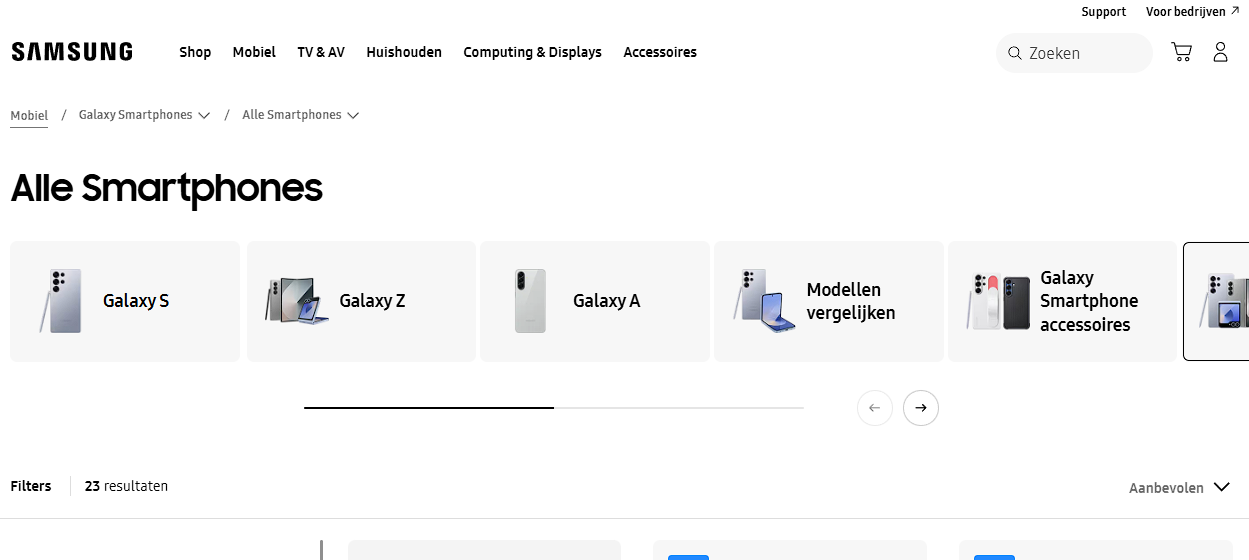 Support Voor bedrijven
SAMSUNG Shop Mobiel TV & AV Huishouden Computing & Displays Accessoires Zoeken
Mobiel / Galaxy Smartphones / Alle Smartphones
Alle Smartphones
Galaxy S
Galaxy Z
Galaxy A
Modellen
vergelijken
Galaxy
Smartphone
accessoires
Filters 23 resultaten Aanbevolen